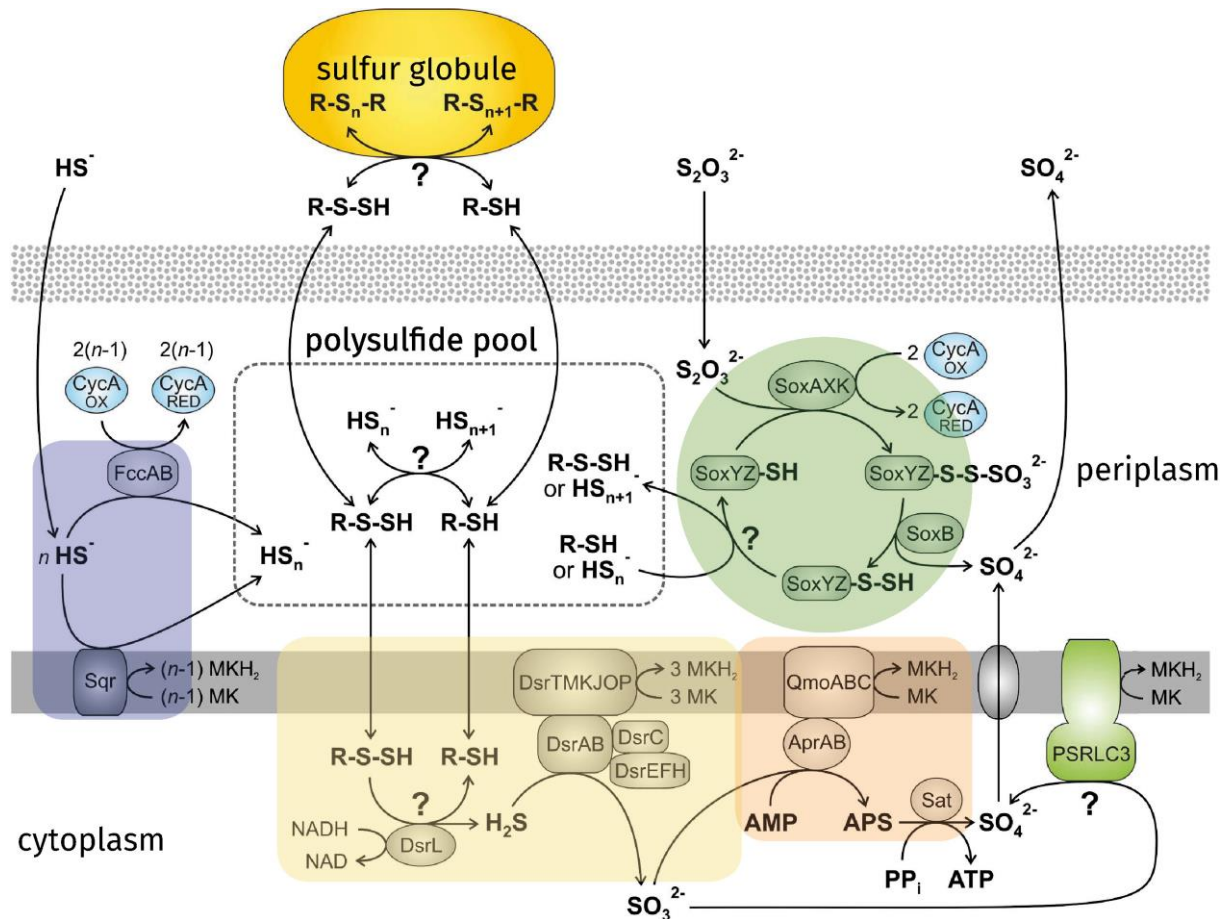 sulfur globule
R-Sₙ-R R-Sₙ₊₁-R
HS⁻
?
S₂O₃²⁻
SO₄²⁻
R-S-SH R-SH
polysulfide pool
2(n-1) 2(n-1)
CycA
OX
CycA
RED
FccAB
n HS⁻
HSₙ⁻
HSₙ⁻ HSₙ₊₁⁻
?
R-S-SH R-SH
R-S-SH
or HSₙ₊₁⁻
R-SH
or HSₙ⁻
?
S₂O₃²⁻
SoxAXK
2 CycA
OX
2 CycA
RED
SoxYZ-SH
SoxYZ-S-S-SO₃²⁻
SoxB
SoxYZ-S-SH
SO₄²⁻
periplasm
Sqr
(n-1) MKH₂
(n-1) MK
DsrTMKJOP
3 MKH₂
3 MK
QmoABC
MKH₂
MK
MKH₂
MK
R-S-SH R-SH
DsrAB
DsrC
DsrEFH
AprAB
PSRLC3
?
NADH
NAD
DsrL
H₂S
AMP
APS
Sat
SO₄²⁻
?
cytoplasm
SO₃²⁻
PPᵢ
ATP